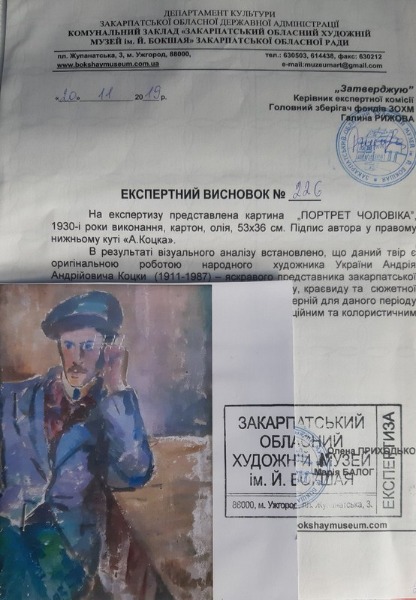 ДЕПАРТАМЕНТ КУЛЬТУРИ
ЗАКАРПАТСЬКОЇ ОБЛАСНОЇ ДЕРЖАВНОЇ АДМІНІСТРАЦІЇ
КОМУНАЛЬНИЙ ЗАКЛАД «ЗАКАРПАТСЬКИЙ ОБЛАСНИЙ ХУДОЖНІЙ
МУЗЕЙ ім. Й. БОКШАЯ» ЗАКАРПАТСЬКОЇ ОБЛАСНОЇ РАДИ
пл. Жупанатська, 3, м. Ужгород, 88000, тел.: 630503, 614438, факс: 630212
www.bokshaymuseum.com.ua e-mail:muzeumart@gmail.com
„Затверджую"
«20» 11 2019р. Керівник експертної комісії
Головний зберігач фондів ЗОХМ
Галина РИЖОВА
ЕКСПЕРТНИЙ ВИСНОВОК № 226
На експертизу представлена картина „ПОРТРЕТ ЧОЛОВІКА",
1930-і роки виконання, картон, олія, 53х36 см. Підпис автора у правому
нижньому куті «А.Коцка».
В результаті візуального аналізу встановлено, що даний твір є
оригінальною роботою народного художника України Андрія
Андрійовича Коцки (1911-1987) – яскравого представника закарпатської
у, краєвиду та сюжетної
ерній для даного періоду
ційним та колористичним
ЗАКАРПАТСЬКИЙ
ОБЛАСНИЙ
ХУДОЖНІЙ МУЗЕЙ
ім. Й. БОКШАЯ
88000, м. Ужгород, пл. Жупанатська, 3.
ЕКСПЕРТИЗА
Олена ПРИХОДЬКО
Марія БАЛОГ
okshaymuseum.com